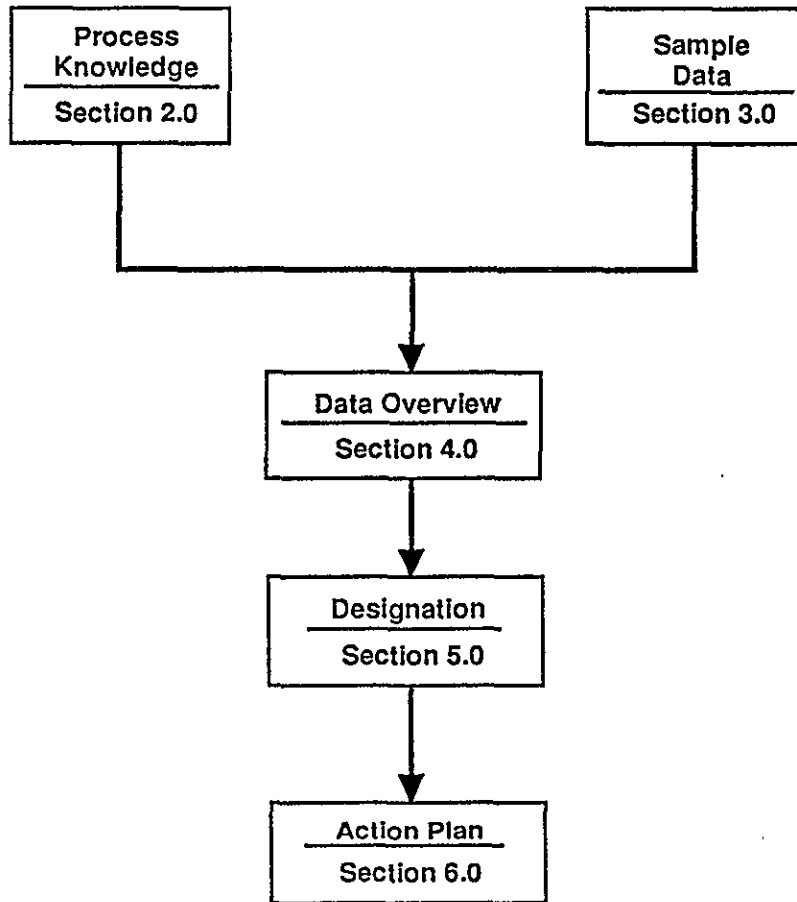 Process
Knowledge
Section 2.0
Sample
Data
Section 3.0
Data Overview
Section 4.0
Designation
Section 5.0
Action Plan
Section 6.0